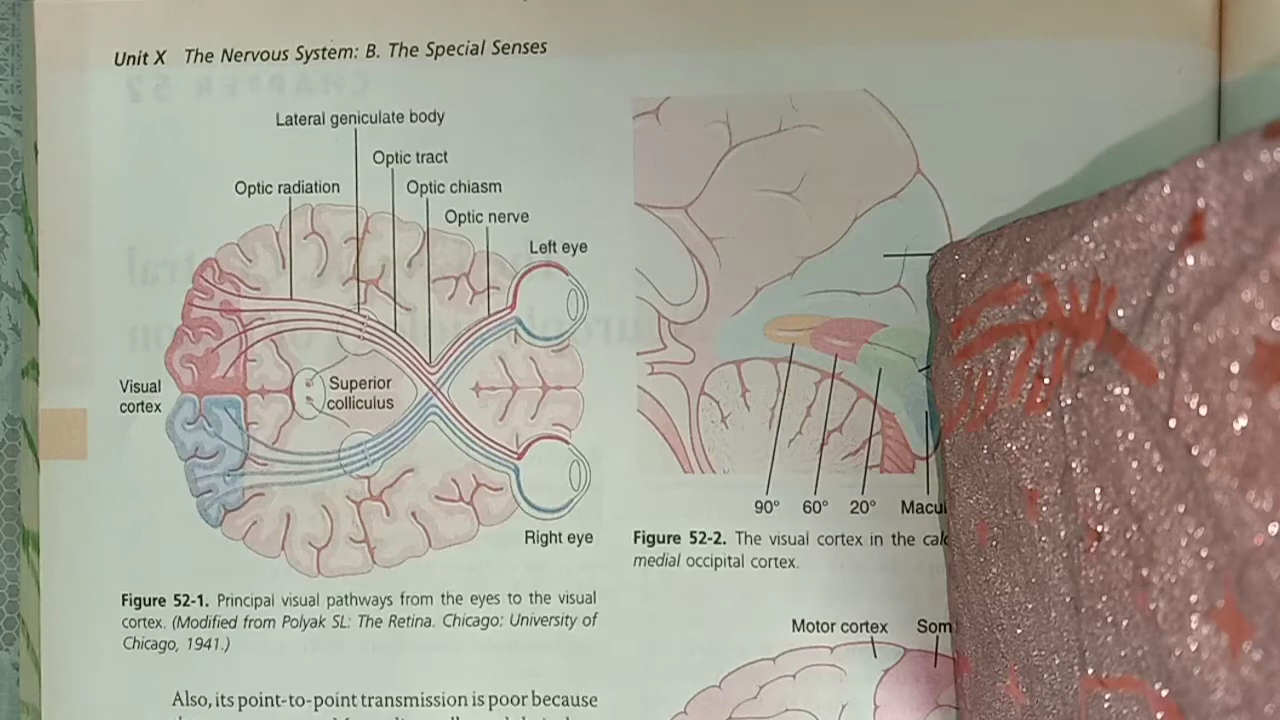 Unit X The Nervous System: B. The Special Senses
Lateral geniculate body
Optic tract
Optic radiation
Optic chiasm
Optic nerve
Left eye
Visual
cortex
Superior
colliculus
Right eye
Figure 52-1. Principal visual pathways from the eyes to the visual
cortex. (Modified from Polyak SL: The Retina. Chicago: University of
Chicago, 1941.)
Also, its point-to-point transmission is poor because
90° 60° 20°
Figure 52-2. The visual cortex in the
medial occipital cortex.
Motor cortex